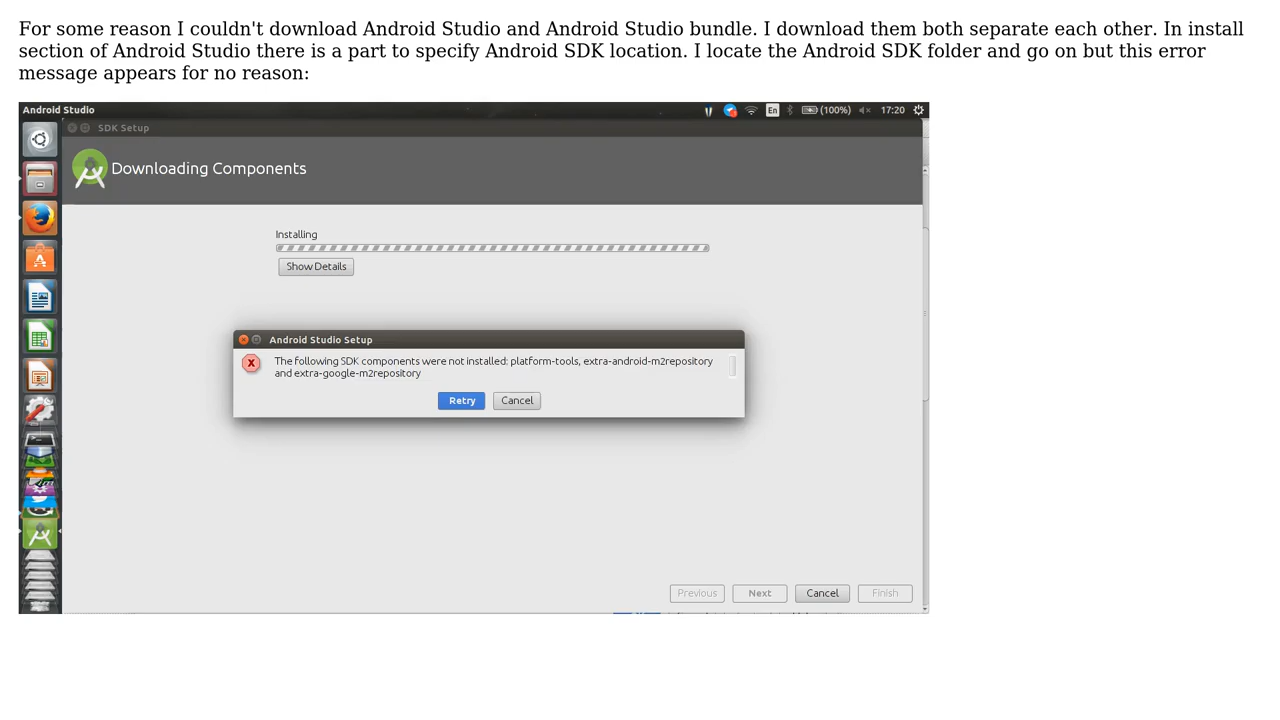 For some reason I couldn't download Android Studio and Android Studio bundle. I download them both separate each other. In install
section of Android Studio there is a part to specify Android SDK location. I locate the Android SDK folder and go on but this error
message appears for no reason:
Android Studio
En
(100%)
17:20
SDK Setup
Downloading Components
Installing
Show Details
Android Studio Setup
The following SDK components were not installed: platform-tools, extra-android-m2repository
and extra-google-m2repository
Retry
Cancel
Previous
Next
Cancel
Finish